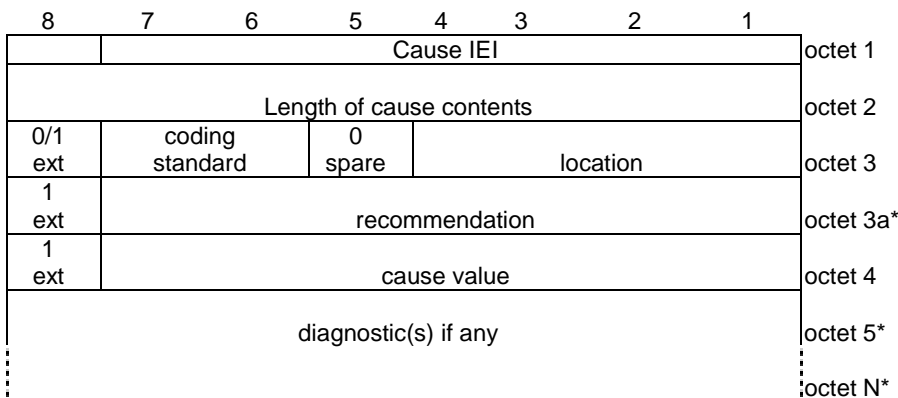 8 7 6 5 4 3 2 1
Cause IEI octet 1
Length of cause contents octet 2
0/1 coding 0
ext standard spare location octet 3
1
ext recommendation octet 3a*
1
ext cause value octet 4
diagnostic(s) if any octet 5*
octet N*